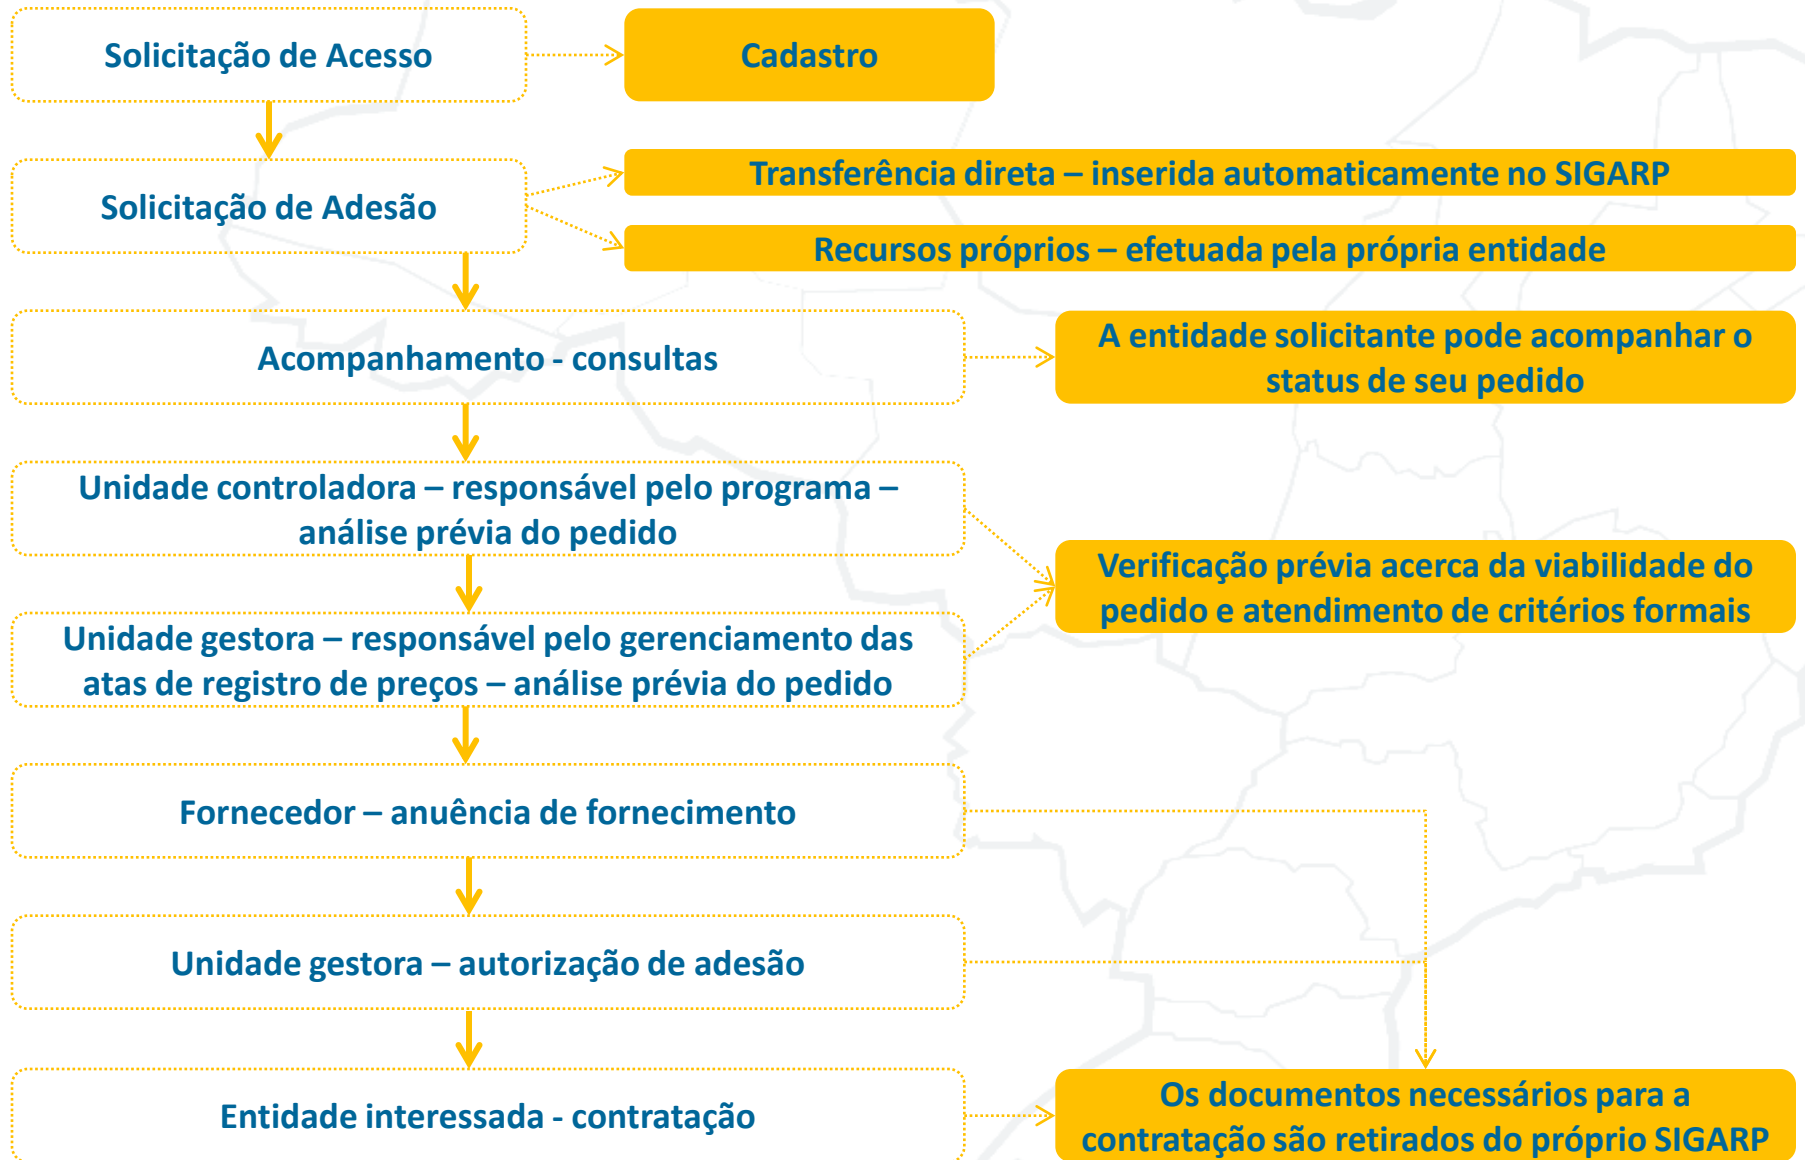 Solicitação de Acesso
Cadastro
Solicitação de Adesão
Transferência direta – inserida automaticamente no SIGARP
Recursos próprios – efetuada pela própria entidade
Acompanhamento - consultas
A entidade solicitante pode acompanhar o
status de seu pedido
Unidade controladora – responsável pelo programa –
análise prévia do pedido
Verificação prévia acerca da viabilidade do
pedido e atendimento de critérios formais
Unidade gestora – responsável pelo gerenciamento das
atas de registro de preços – análise prévia do pedido
Fornecedor – anuência de fornecimento
Unidade gestora – autorização de adesão
Entidade interessada - contratação
Os documentos necessários para a
contratação são retirados do próprio SIGARP